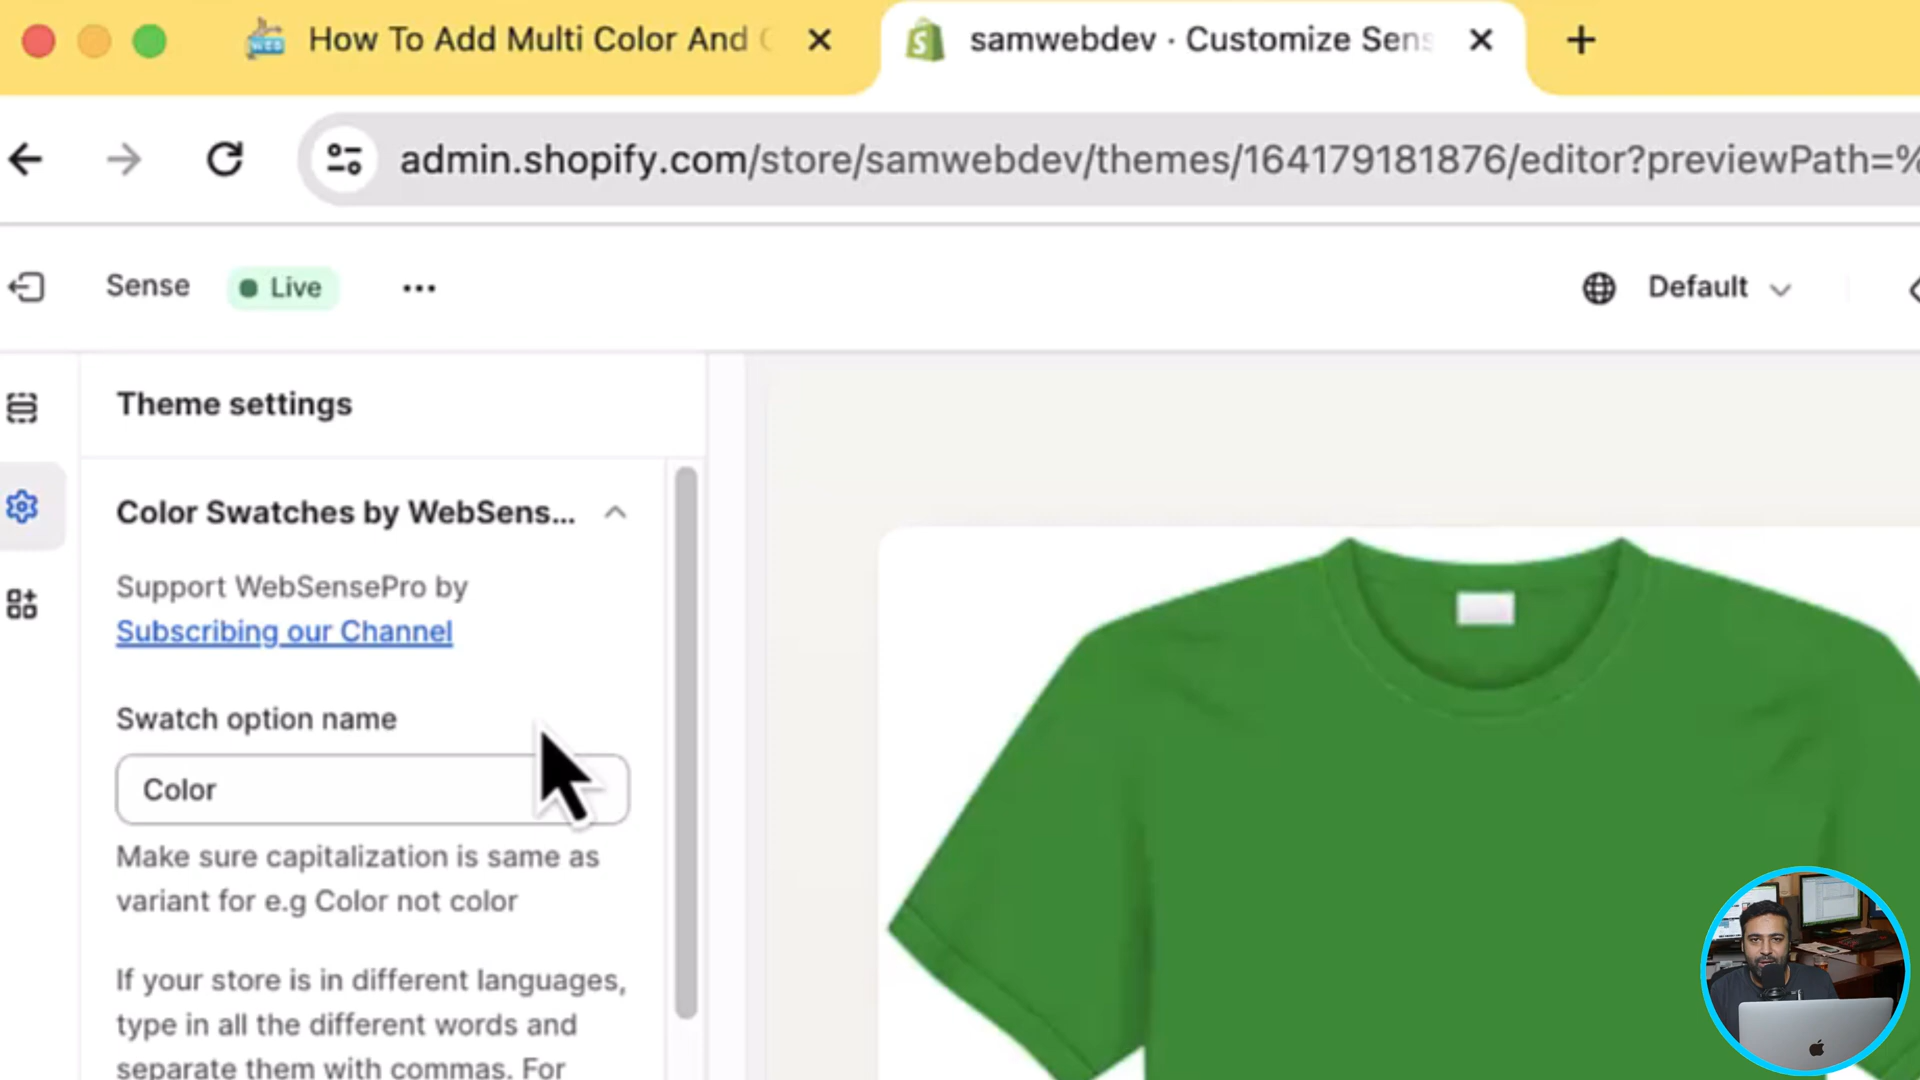 How To Add Multi Color And
samwebdev · Customize Sens
admin.shopify.com/store/samwebdev/themes/164179181876/editor?previewPath=%
Sense
Live
Default
Theme settings
Color Swatches by WebSens...
Support WebSensePro by
Subscribing our Channel
Swatch option name
Color
Make sure capitalization is same as
variant for e.g Color not color
If your store is in different languages,
type in all the different words and
separate them with commas. For